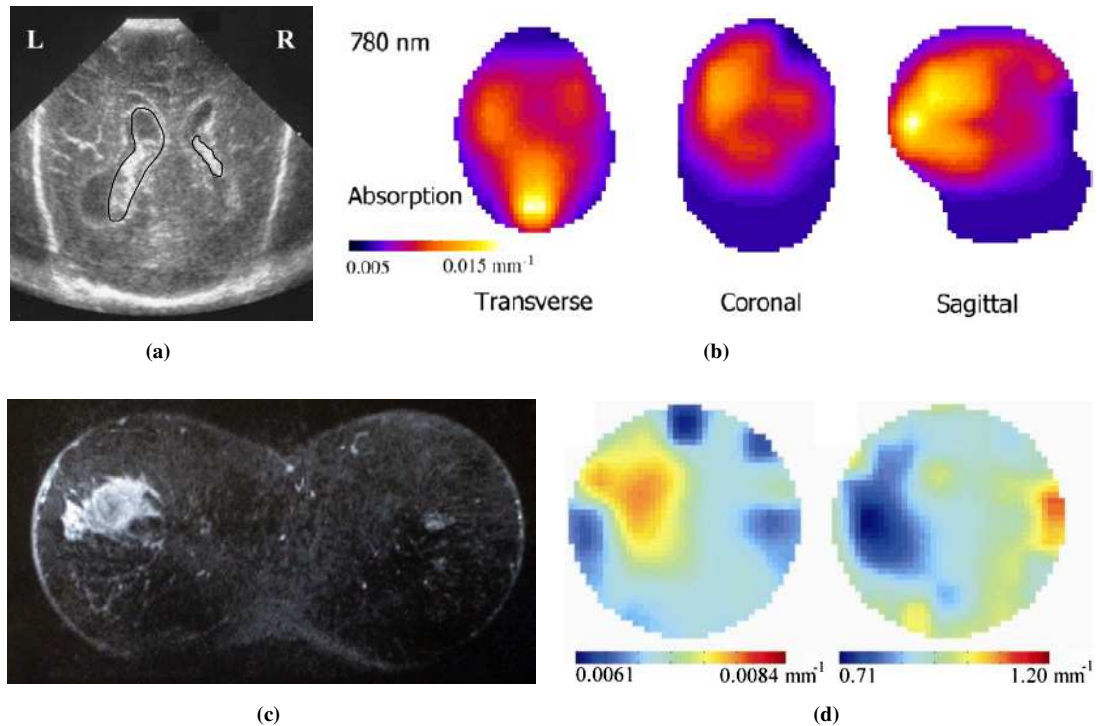 L
R
(a)
780 nm
Absorption
0.005
0.015 mm-1
Transverse
Coronal
Sagittal
(b)
(c)
0.0061
0.0084 mm-1
0.71
1.20 mm-1
(d)